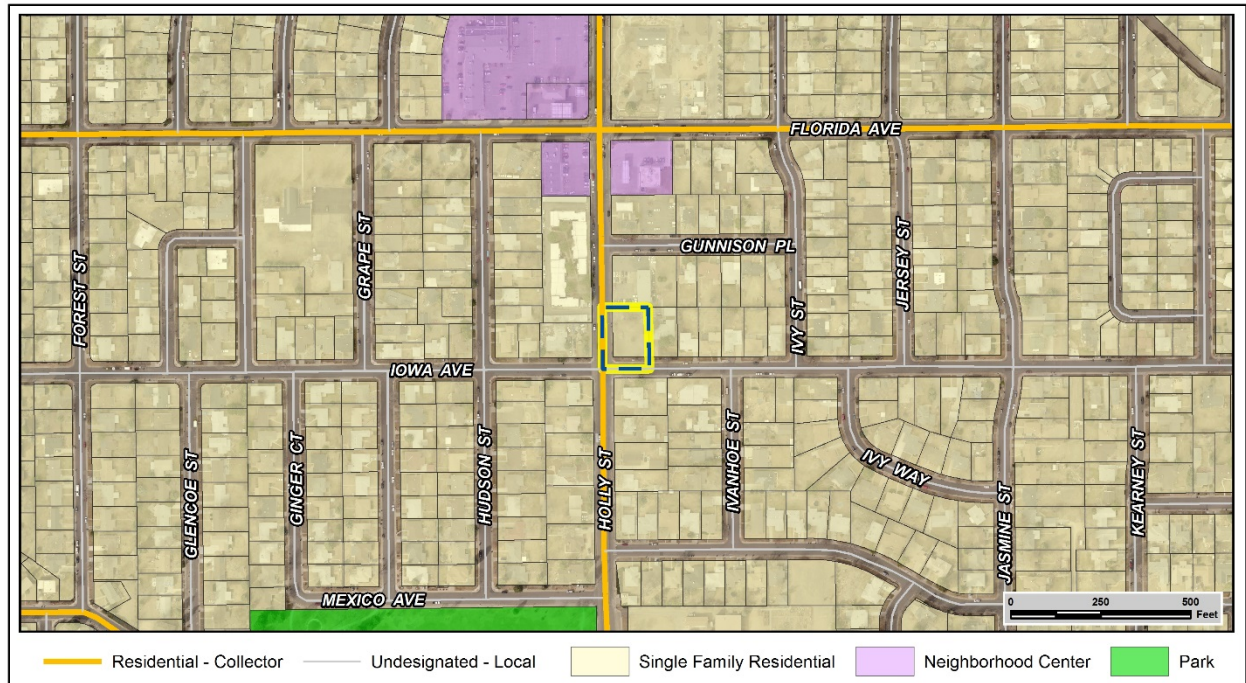 FLORIDA AVE
GUNNISON PL
FOREST ST
GRAPE ST
IVY ST
JERSEY ST
IOWA AVE
GLENCOE ST
GINGER CT
HUDSON ST
HOLLY ST
IVANHOE ST
IVY WAY
JASMINE ST
KEARNEY ST
MEXICO AVE
0 250 500
Feet
Residential - Collector
Undesignated - Local
Single Family Residential
Neighborhood Center
Park